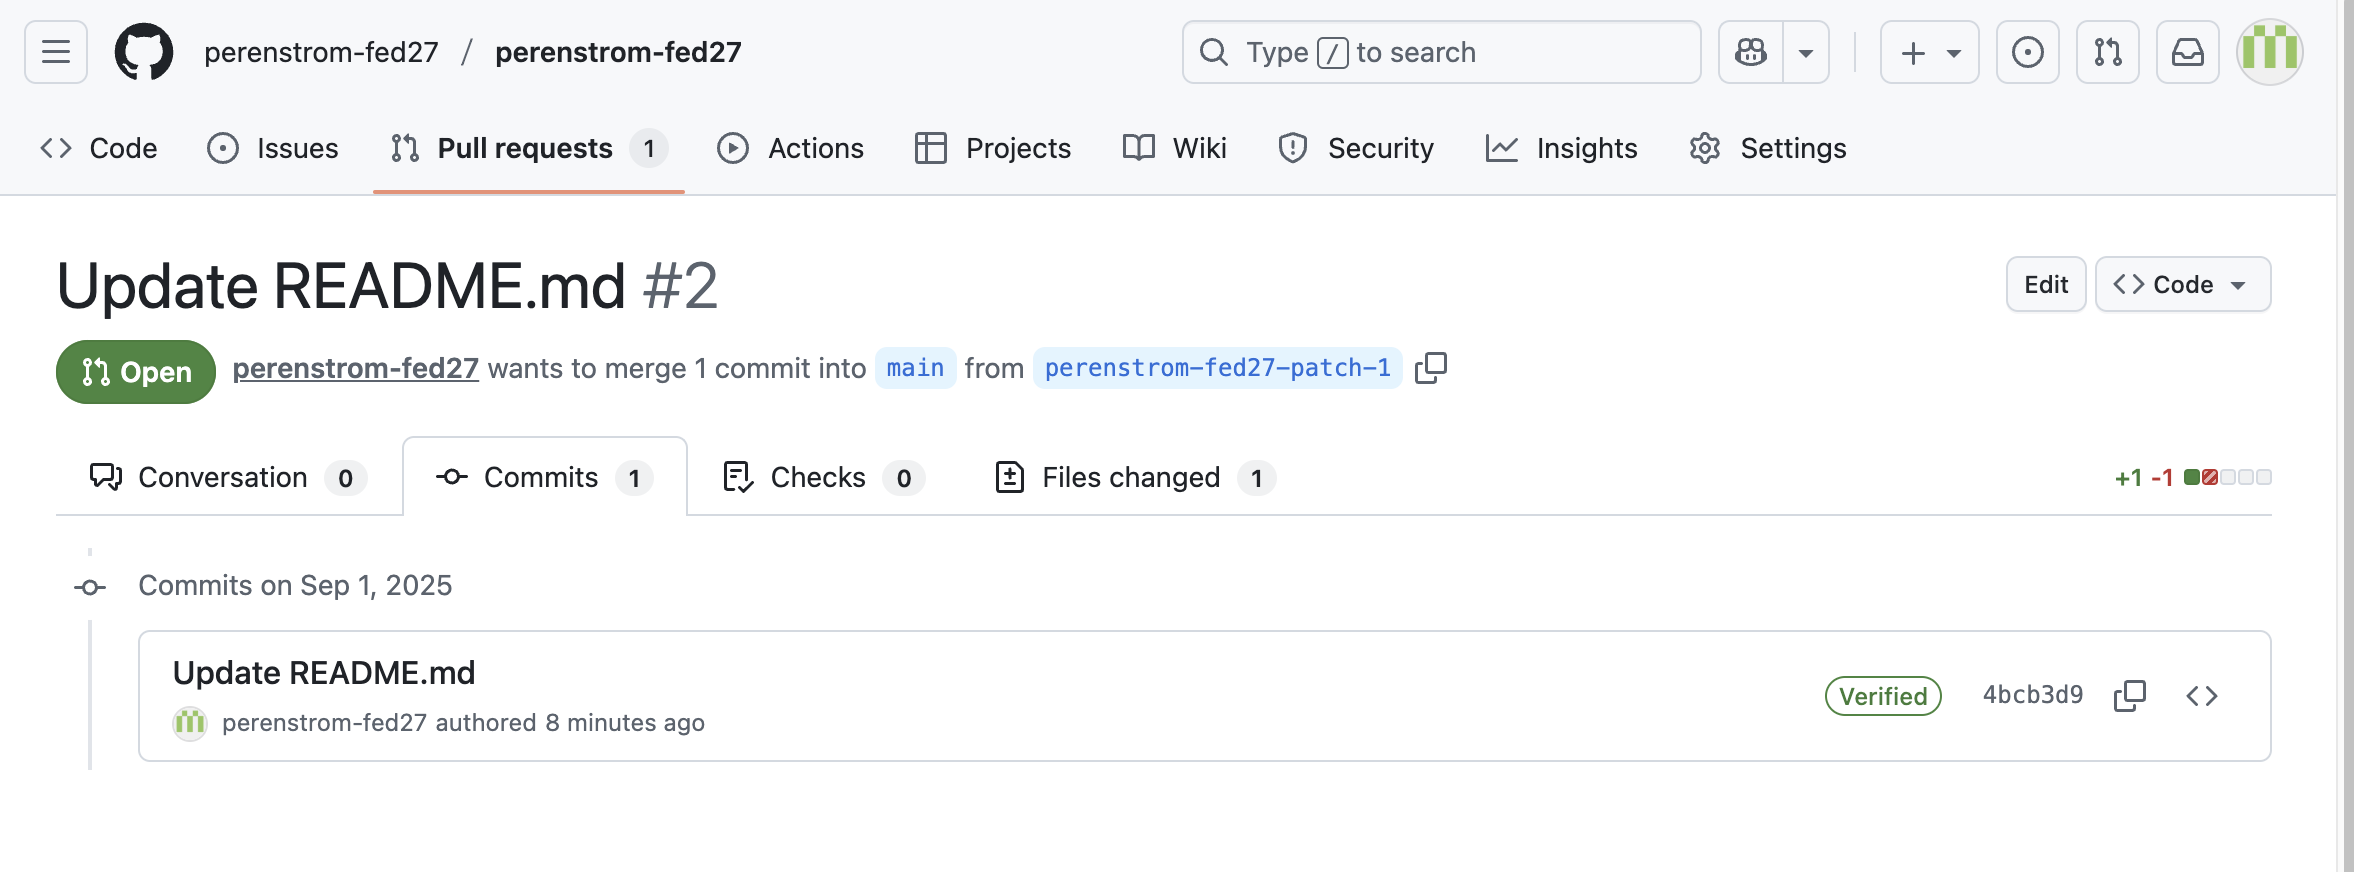 perenstrom-fed27 / perenstrom-fed27 Type / to search
Code Issues Pull requests 1 Actions Projects Wiki Security Insights Settings
Update README.md #2 Edit Code
Open perenstrom-fed27 wants to merge 1 commit into main from perenstrom-fed27-patch-1
Conversation 0 Commits 1 Checks 0 Files changed 1 +1 -1
Commits on Sep 1, 2025
Update README.md
perenstrom-fed27 authored 8 minutes ago Verified 4bcb3d9